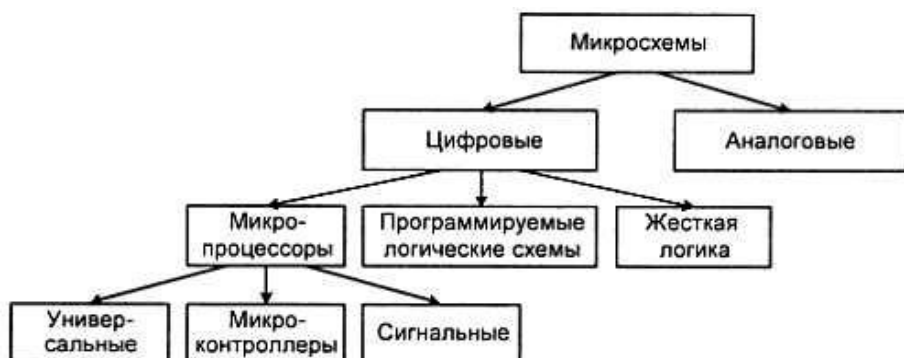 Микросхемы
Цифровые
Аналоговые
Микро-
процессоры
Программируемые
логические схемы
Жесткая
логика
Универ-
сальные
Микро-
контроллеры
Сигнальные